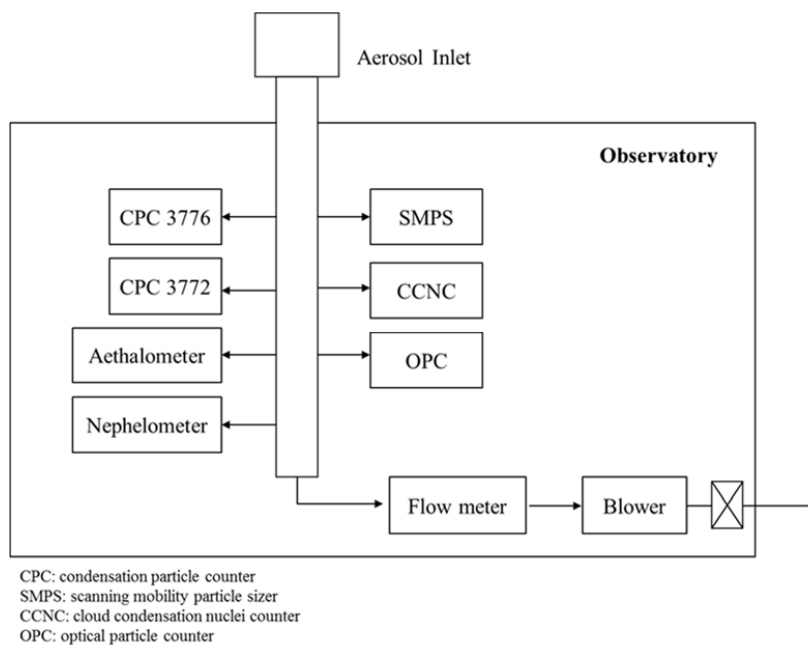 Aerosol Inlet
Observatory
CPC 3776
SMPS
CPC 3772
CCNC
Aethalometer
OPC
Nephelometer
Flow meter
Blower
CPC: condensation particle counter
SMPS: scanning mobility particle sizer
CCNC: cloud condensation nuclei counter
OPC: optical particle counter